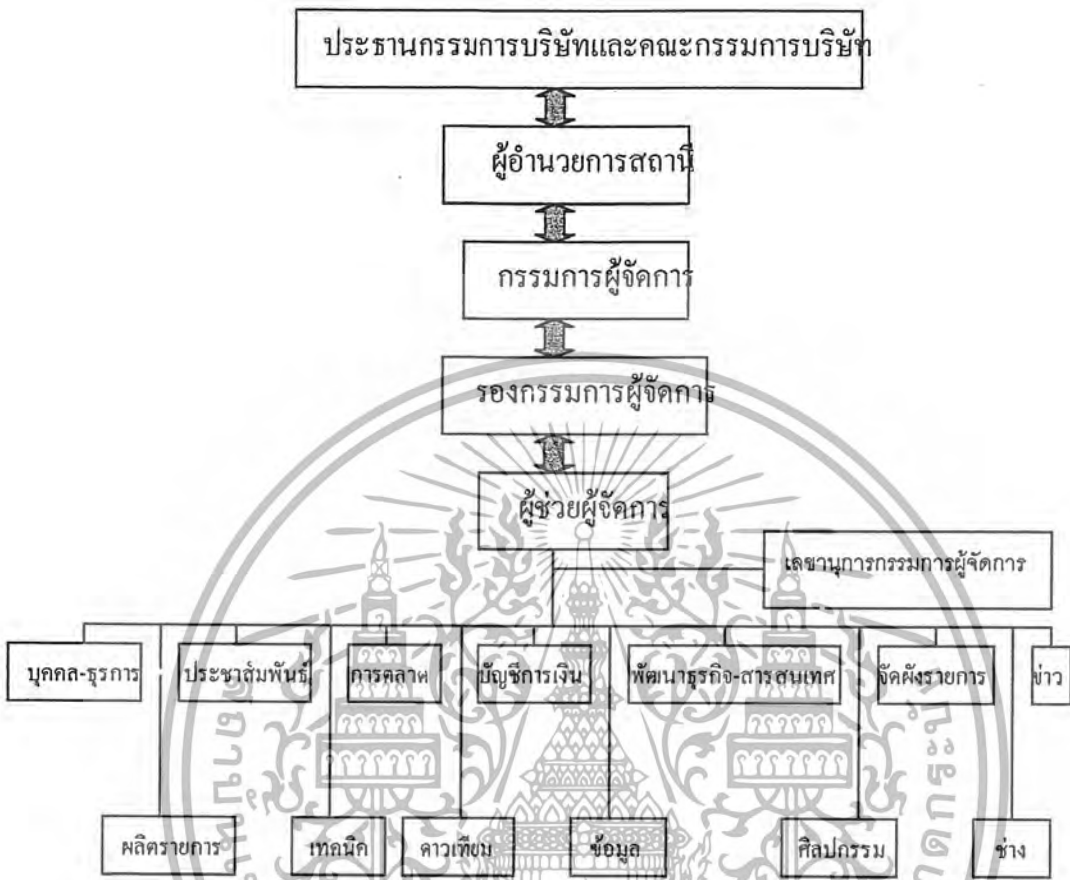 ประธานกรรมการบริษัทและคณะกรรมการบริษัท
ผู้อำนวยการสถานี
กรรมการผู้จัดการ
รองกรรมการผู้จัดการ
ผู้ช่วยผู้จัดการ
เลขานุการกรรมการผู้จัดการ
บุคคล-ธุรการ
ประชาสัมพันธ์
การตลาด
บัญชีการเงิน
พัฒนาธุรกิจ-สารสนเทศ
จัดผังรายการ
ข่าว
ผลิตรายการ
เทคนิค
ดาวเทียม
ข้อมูล
ศิลปกรรม
ช่าง